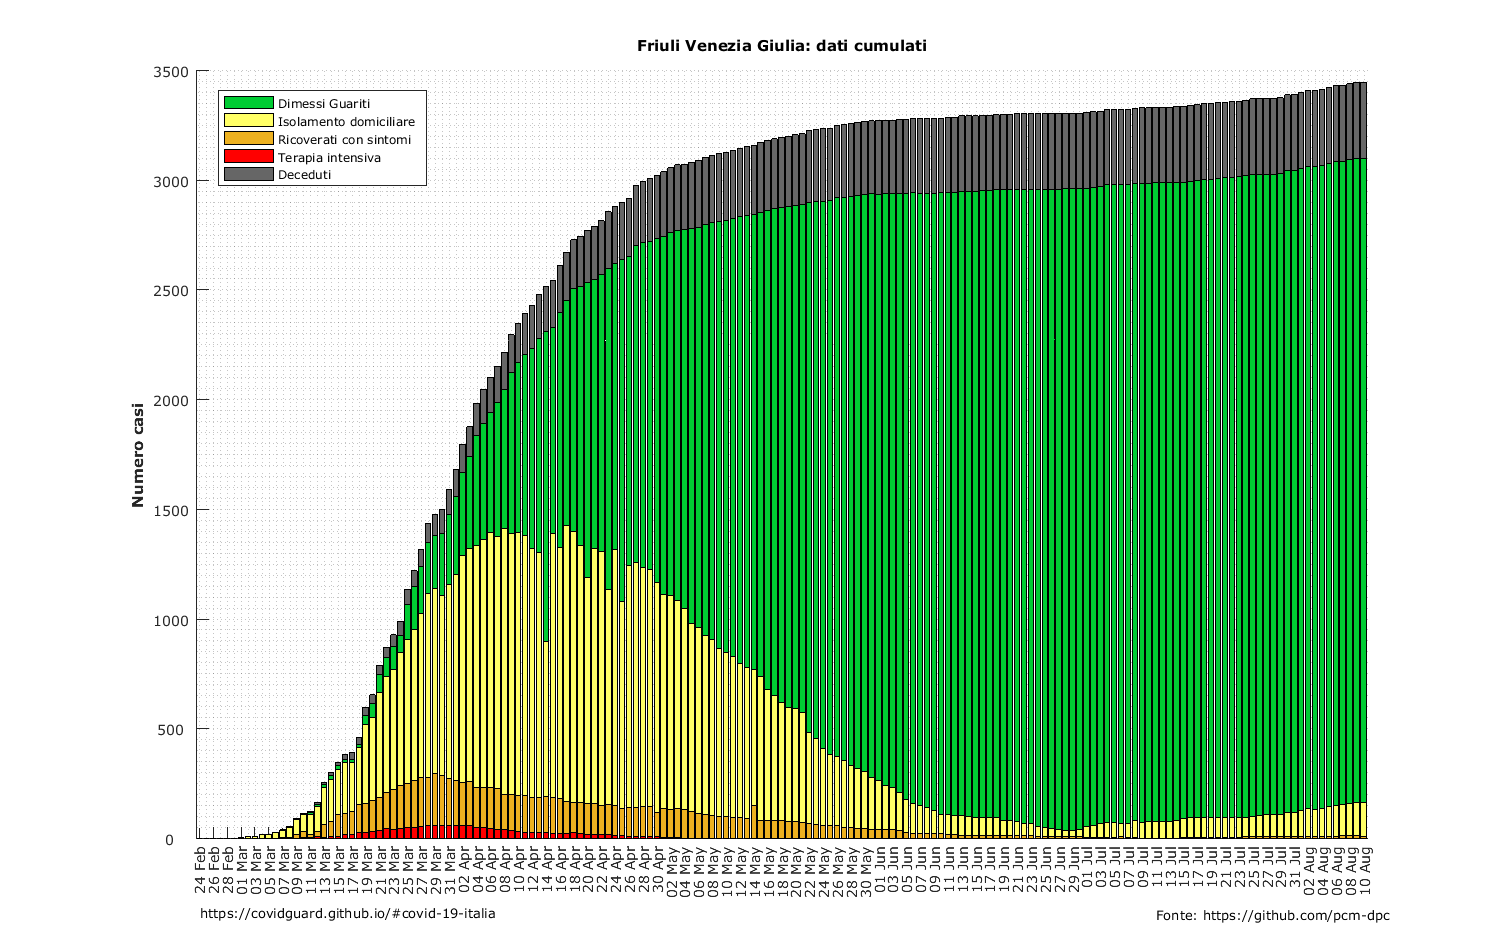 Friuli Venezia Giulia: dati cumulati
Dimessi Guariti
Isolamento domiciliare
Ricoverati con sintomi
Terapia intensiva
Deceduti
Numero casi
3500
3000
2500
2000
1500
1000
500
0
24 Feb
26 Feb
28 Feb
01 Mar
03 Mar
05 Mar
07 Mar
09 Mar
11 Mar
13 Mar
15 Mar
17 Mar
19 Mar
21 Mar
23 Mar
25 Mar
27 Mar
29 Mar
31 Mar
02 Apr
04 Apr
06 Apr
08 Apr
10 Apr
12 Apr
14 Apr
16 Apr
18 Apr
20 Apr
22 Apr
24 Apr
26 Apr
28 Apr
30 Apr
02 May
04 May
06 May
08 May
10 May
12 May
14 May
16 May
18 May
20 May
22 May
24 May
26 May
28 May
30 May
01 Jun
03 Jun
05 Jun
07 Jun
09 Jun
11 Jun
13 Jun
15 Jun
17 Jun
19 Jun
21 Jun
23 Jun
25 Jun
27 Jun
29 Jun
01 Jul
03 Jul
05 Jul
07 Jul
09 Jul
11 Jul
13 Jul
15 Jul
17 Jul
19 Jul
21 Jul
23 Jul
25 Jul
27 Jul
29 Jul
31 Jul
02 Aug
04 Aug
06 Aug
08 Aug
10 Aug
https://covidguard.github.io/#covid-19-italia
Fonte: https://github.com/pcm-dpc